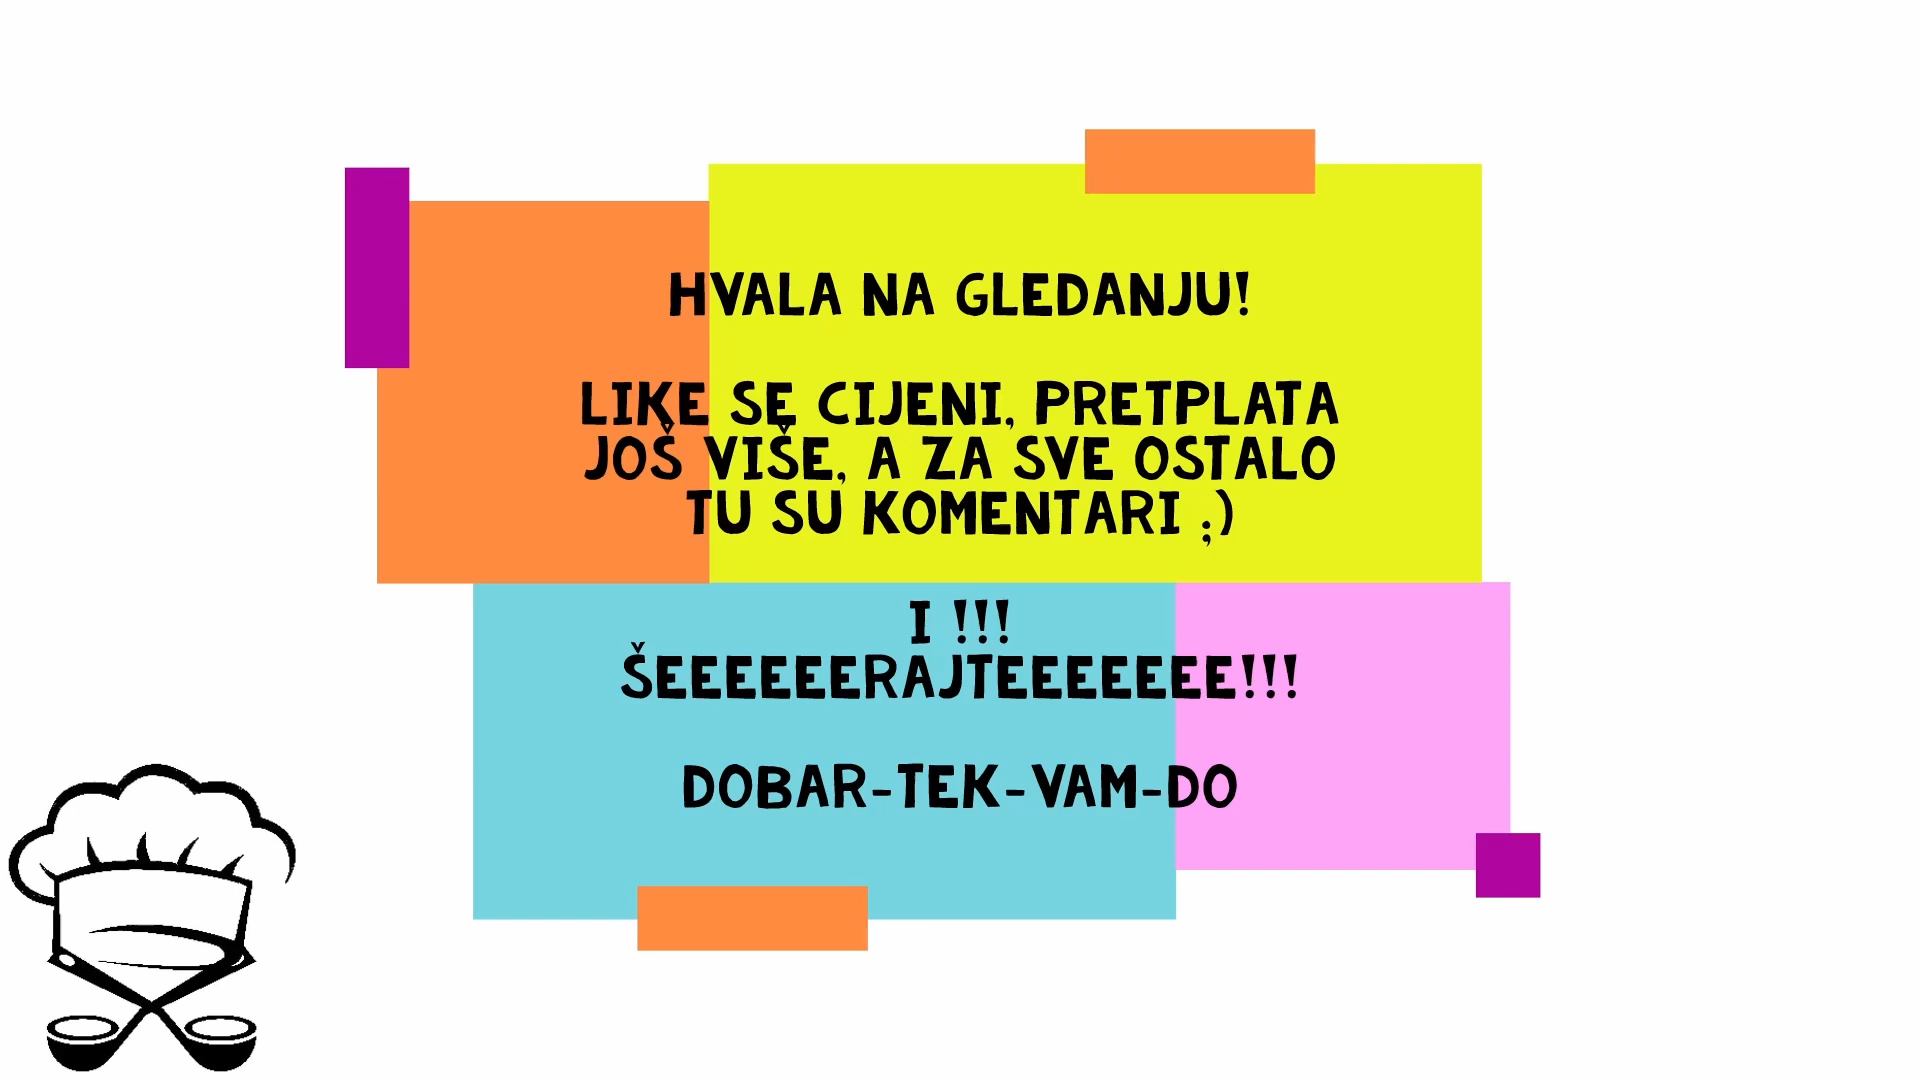 HVALA NA GLEDANJU!
LIKE SE CIJENI, PRETPLATA
JOŠ VIŠE, A ZA SVE OSTALO
TU SU KOMENTARI ;)
I !!!
ŠEEEEEERAJTEEEEEEE!!!
DOBAR-TEK-VAM-DO